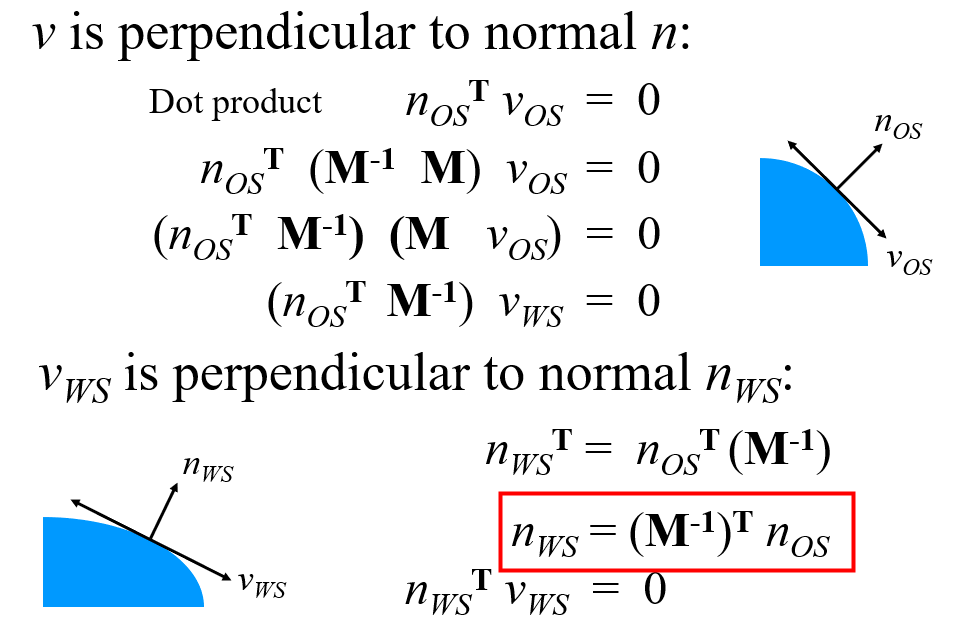 v is perpendicular to normal n:
Dot product n_OS^T v_OS = 0
n_OS^T (M^-1 M) v_OS = 0
(n_OS^T M^-1) (M v_OS) = 0
(n_OS^T M^-1) v_WS = 0
n_OS
v_OS
v_WS is perpendicular to normal n_WS:
n_WS^T = n_OS^T (M^-1)
n_WS = (M^-1)^T n_OS
n_WS^T v_WS = 0
n_WS
v_WS